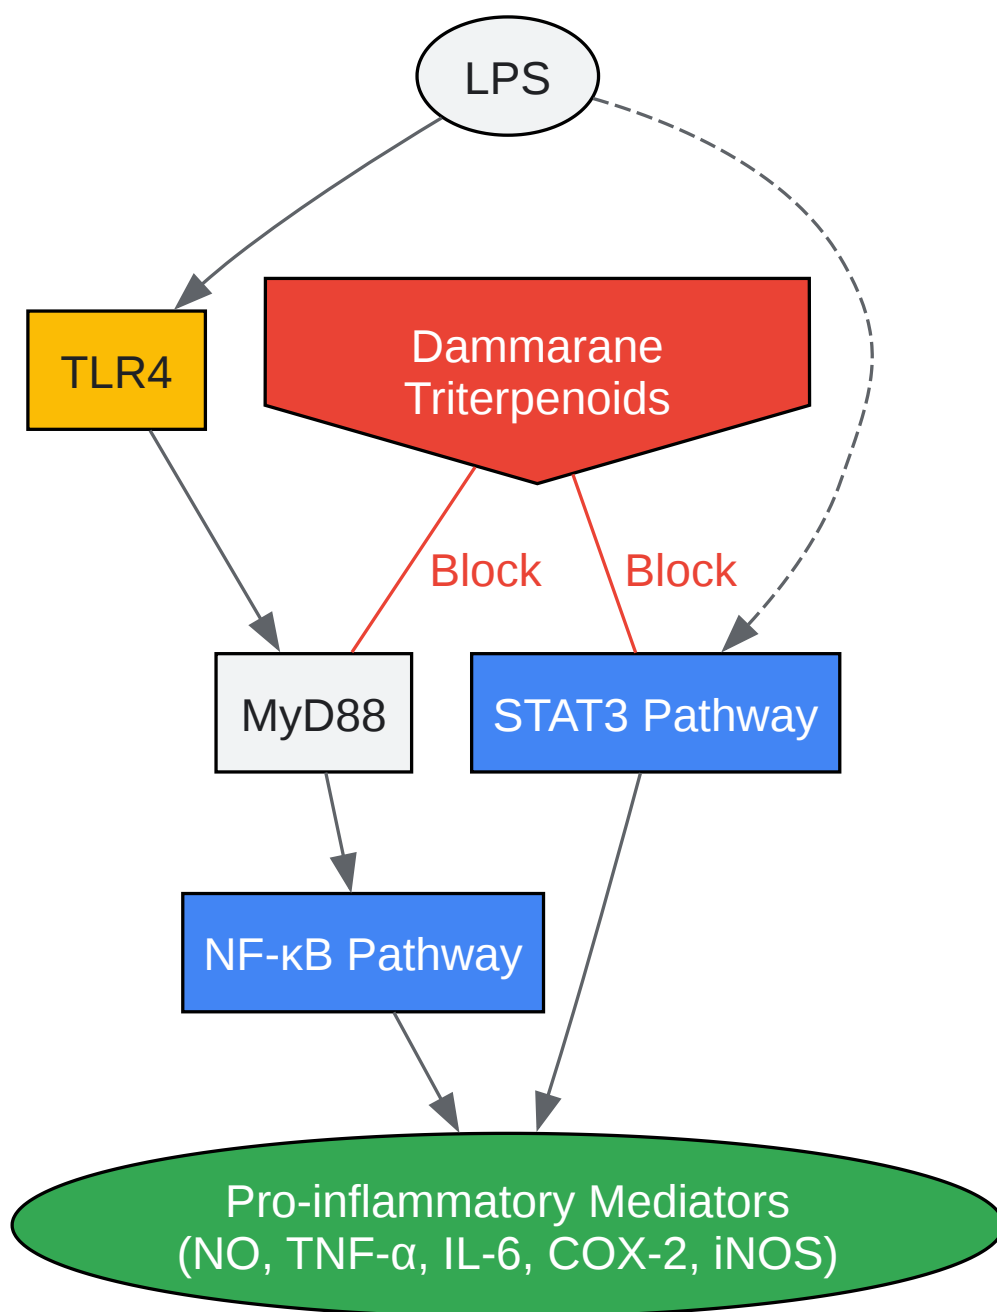 LPS
TLR4
Dammarane
Triterpenoids
Block
Block
MyD88
STAT3 Pathway
NF-κB Pathway
Pro-inflammatory Mediators
(NO, TNF-α, IL-6, COX-2, iNOS)